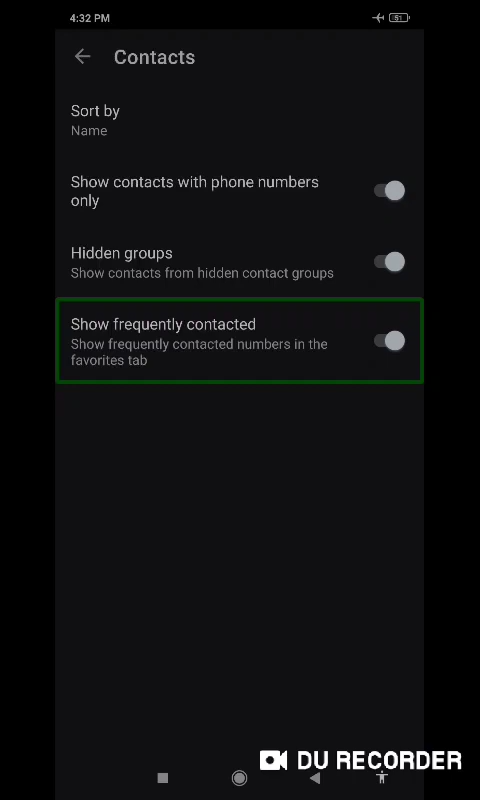 4:32 PM
51
Contacts
Sort by
Name
Show contacts with phone numbers
only
Hidden groups
Show contacts from hidden contact groups
Show frequently contacted
Show frequently contacted numbers in the
favorites tab
DU RECORDER